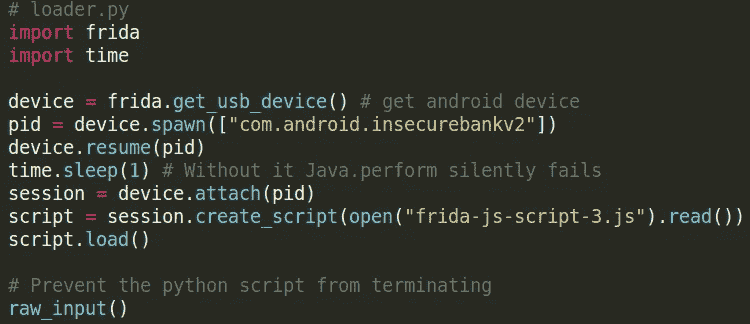 # loader.py
import frida
import time
device = frida.get_usb_device() # get android device
pid = device.spawn(["com.android.insecurebankv2"])
device.resume(pid)
time.sleep(1) # Without it Java.perform silently fails
session = device.attach(pid)
script = session.create_script(open("frida-js-script-3.js").read())
script.load()
# Prevent the python script from terminating
raw_input()